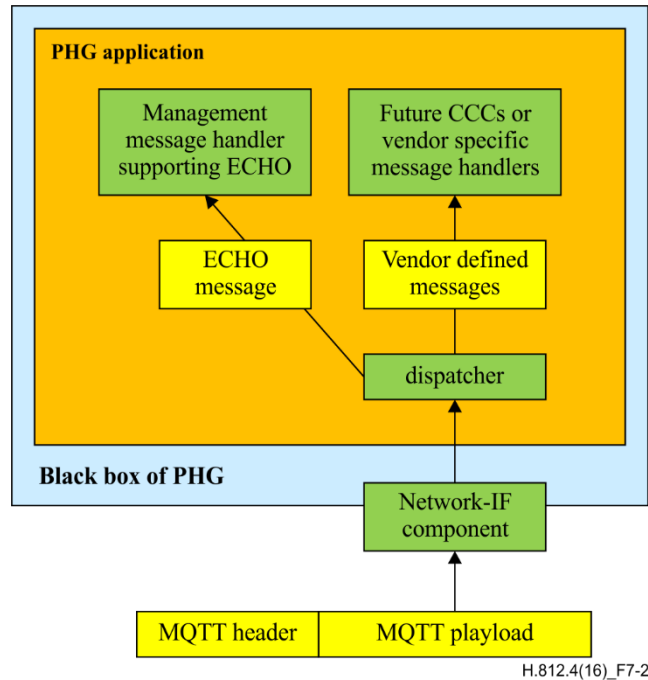 PHG application
Management
message handler
supporting ECHO
Future CCCs or
vendor specific
message handlers
ECHO
message
Vendor defined
messages
dispatcher
Black box of PHG
Network-IF
component
MQTT header
MQTT playload
H.812.4(16)_F7-2